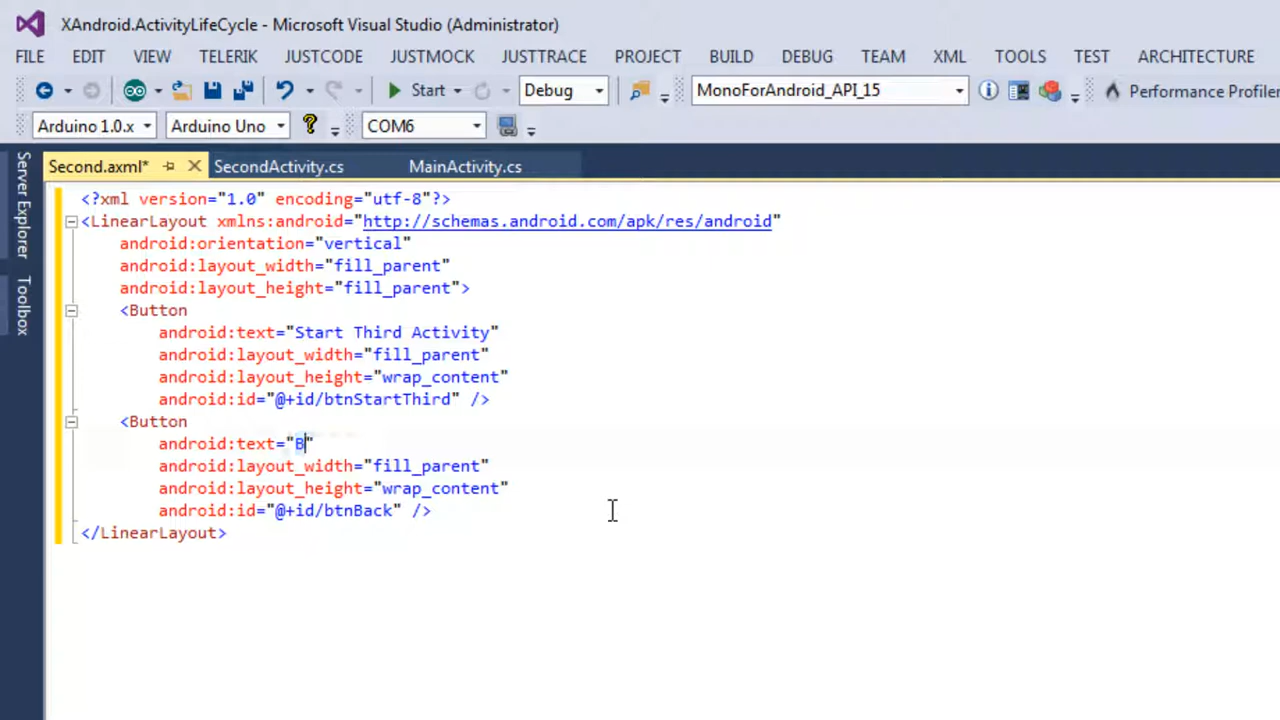 XAndroid.ActivityLifeCycle - Microsoft Visual Studio (Administrator)
FILE EDIT VIEW TELERIK JUSTCODE JUSTMOCK JUSTTRACE PROJECT BUILD DEBUG TEAM XML TOOLS TEST ARCHITECTURE
Start Debug MonoForAndroid_API_15 Performance Profiler
Arduino 1.0.x Arduino Uno COM6
Second.axml* SecondActivity.cs MainActivity.cs
Server Explorer
Toolbox
<?xml version="1.0" encoding="utf-8"?>
<LinearLayout xmlns:android="http://schemas.android.com/apk/res/android"
android:orientation="vertical"
android:layout_width="fill_parent"
android:layout_height="fill_parent">
<Button
android:text="Start Third Activity"
android:layout_width="fill_parent"
android:layout_height="wrap_content"
android:id="@+id/btnStartThird" />
<Button
android:text="B"
android:layout_width="fill_parent"
android:layout_height="wrap_content"
android:id="@+id/btnBack" />
</LinearLayout>